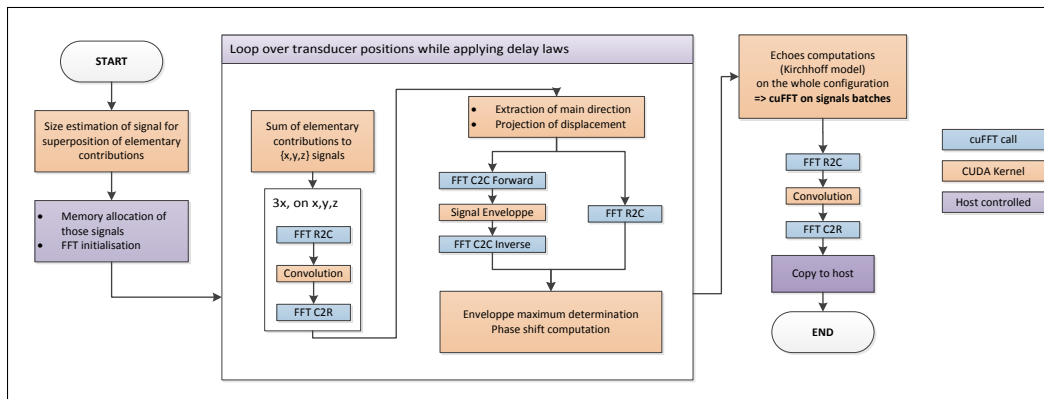 START
Size estimation of signal for
superposition of elementary
contributions
• Memory allocation of
those signals
• FFT initialisation
Loop over transducer positions while applying delay laws
Sum of elementary
contributions to
{x,y,z} signals
3x, on x,y,z
FFT R2C
Convolution
FFT C2R
• Extraction of main direction
• Projection of displacement
FFT C2C Forward
Signal Enveloppe
FFT C2C Inverse
FFT R2C
Enveloppe maximum determination
Phase shift computation
Echoes computations
(Kirchhoff model)
on the whole configuration
=> cuFFT on signals batches
FFT R2C
Convolution
FFT C2R
Copy to host
END
cuFFT call
CUDA Kernel
Host controlled